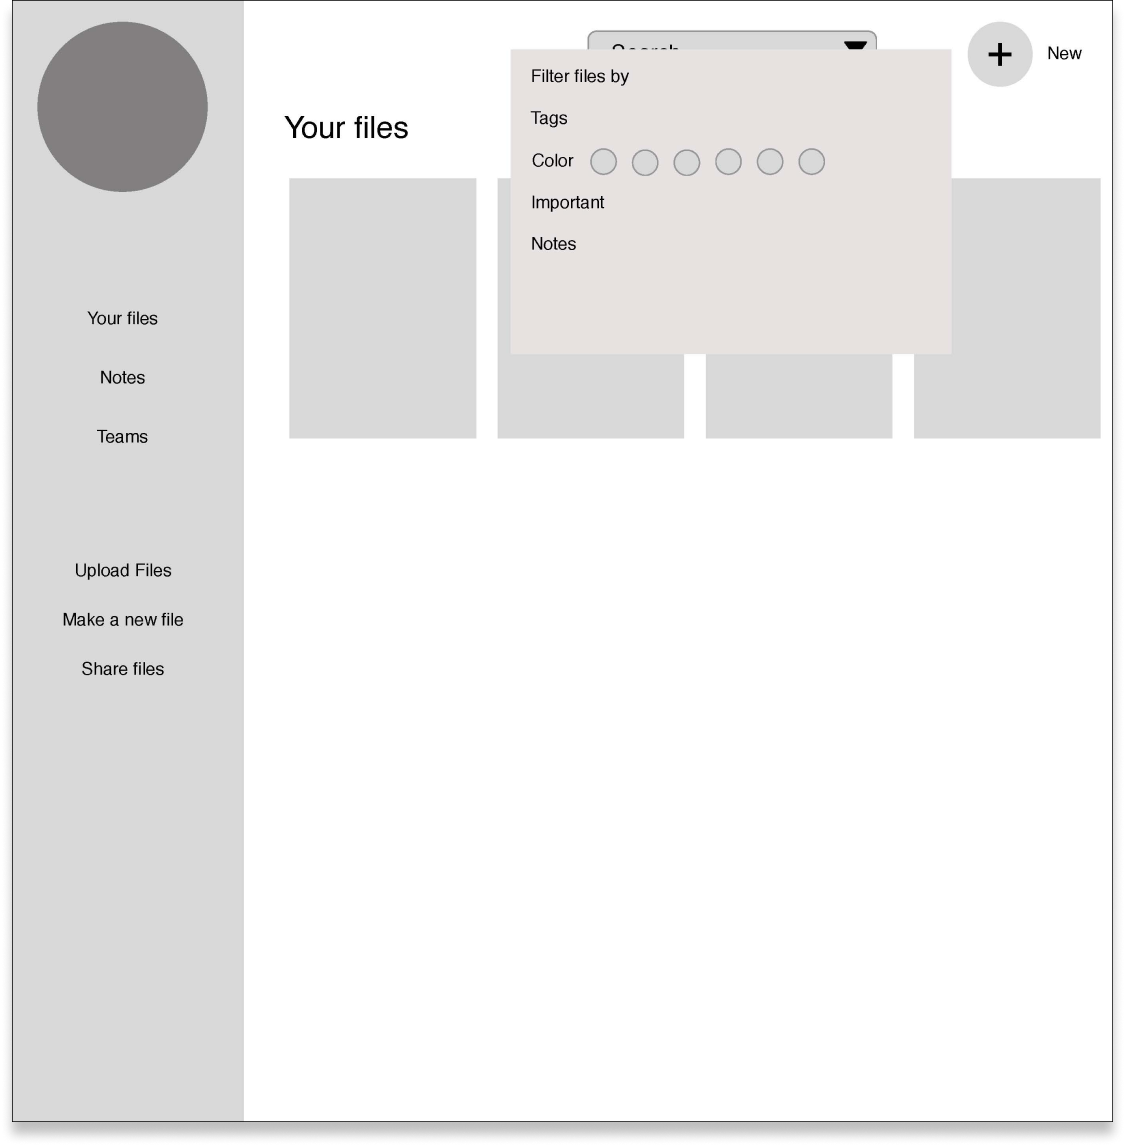 Search
New
Filter files by
Tags
Your files
Color
Important
Notes
Your files
Notes
Teams
Upload Files
Make a new file
Share files